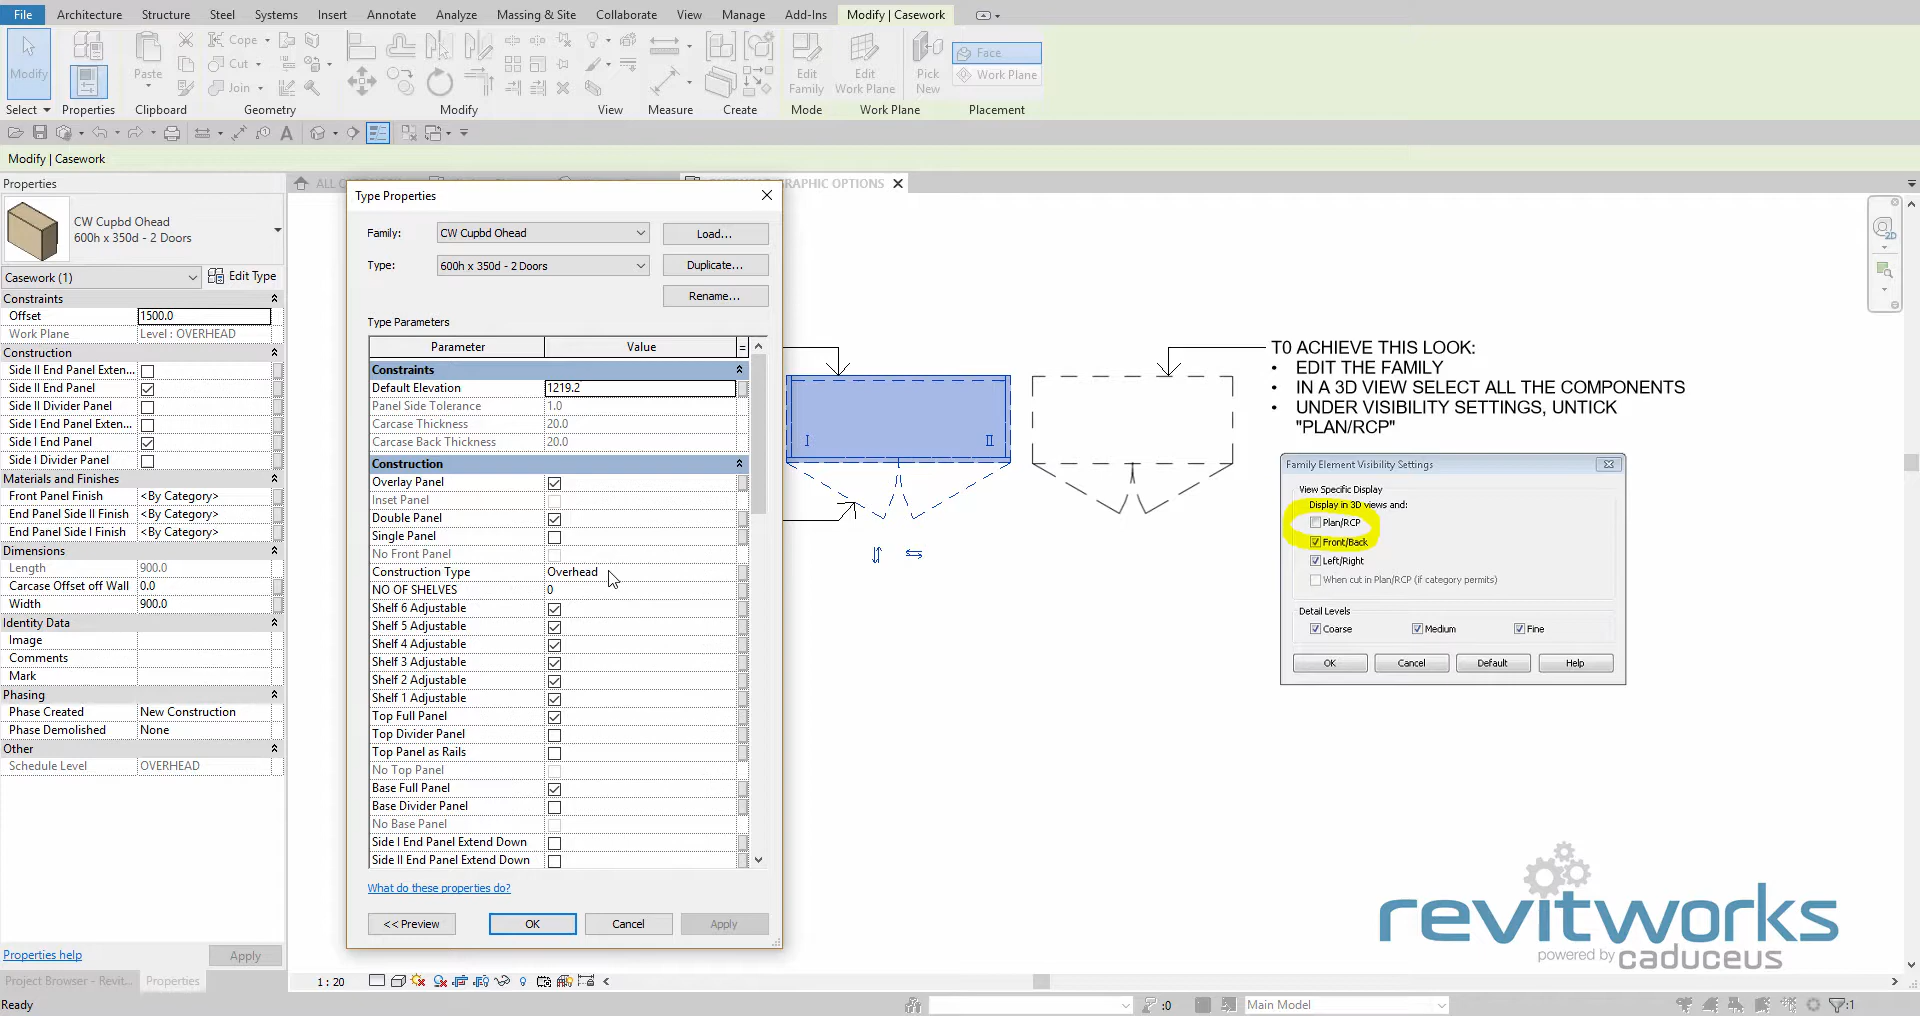 File Architecture Structure Steel Systems Insert Annotate Analyze Massing & Site Collaborate View Manage Add-Ins Modify | Casework
Modify
Select
Properties
Paste
Clipboard
Cope
Cut
Join
Geometry
Modify
View
Measure
Create
Edit
Family
Mode
Edit
Work Plane
Pick
New
Work Plane
Face
Work Plane
Placement
Modify | Casework
Properties
CW Cupbd Ohead
600h x 350d - 2 Doors
Casework (1)
Edit Type
Constraints
Offset 1500.0
Work Plane Level : OVERHEAD
Construction
Side II End Panel Exten...
Side II End Panel
Side II Divider Panel
Side I End Panel Exten...
Side I End Panel
Side I Divider Panel
Materials and Finishes
Front Panel Finish <By Category>
End Panel Side II Finish <By Category>
End Panel Side I Finish <By Category>
Dimensions
Length 900.0
Carcase Offset off Wall 0.0
Width 900.0
Identity Data
Image
Comments
Mark
Phasing
Phase Created New Construction
Phase Demolished None
Other
Schedule Level OVERHEAD
Properties help
Apply
Project Browser - Revit...
Properties
Ready
Type Properties
Family: CW Cupbd Ohead Load...
Type: 600h x 350d - 2 Doors Duplicate...
Rename...
Type Parameters
Parameter Value =
Constraints
Default Elevation 1219.2
Panel Side Tolerance 1.0
Carcase Thickness 20.0
Carcase Back Thickness 20.0
Construction
Overlay Panel
Inset Panel
Double Panel
Single Panel
No Front Panel
Construction Type Overhead
NO OF SHELVES 0
Shelf 6 Adjustable
Shelf 5 Adjustable
Shelf 4 Adjustable
Shelf 3 Adjustable
Shelf 2 Adjustable
Shelf 1 Adjustable
Top Full Panel
Top Divider Panel
Top Panel as Rails
No Top Panel
Base Full Panel
Base Divider Panel
No Base Panel
Side I End Panel Extend Down
Side II End Panel Extend Down
What do these properties do?
<< Preview OK Cancel Apply
GRAPHIC OPTIONS
2D
I II
T0 ACHIEVE THIS LOOK:
• EDIT THE FAMILY
• IN A 3D VIEW SELECT ALL THE COMPONENTS
• UNDER VISIBILITY SETTINGS, UNTICK
"PLAN/RCP"
Family Element Visibility Settings
View Specific Display
Display in 3D views and:
Plan/RCP
Front/Back
Left/Right
When cut in Plan/RCP (if category permits)
Detail Levels
Coarse Medium Fine
OK Cancel Default Help
revitworks
powered by caduceus
1 : 20
:0
Main Model
:1